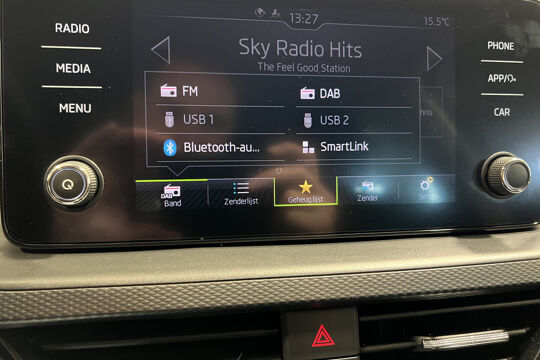 13:27
15.5°C
RADIO
MEDIA
MENU
Sky Radio Hits
The Feel Good Station
PHONE
APP/
CAR
FM
DAB
USB 1
USB 2
Bluetooth-au...
SmartLink
DAB
Band
Zenderlijst
Geheug.lijst
Zender